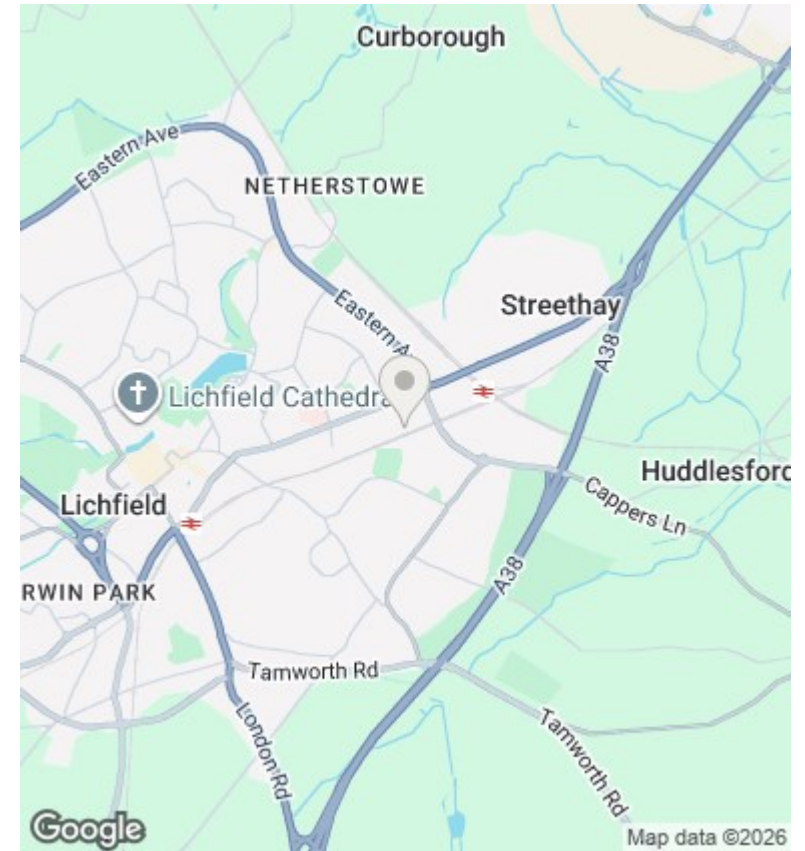 Curborough
Eastern Ave
NETHERSTOWE
Streethay
Eastern A
A38
Lichfield Cathedra
Huddlesford
Cappers Ln
Lichfield
A38
RWIN PARK
Tamworth Rd
London Rd
Tamworth Rd
Google
Map data ©2026